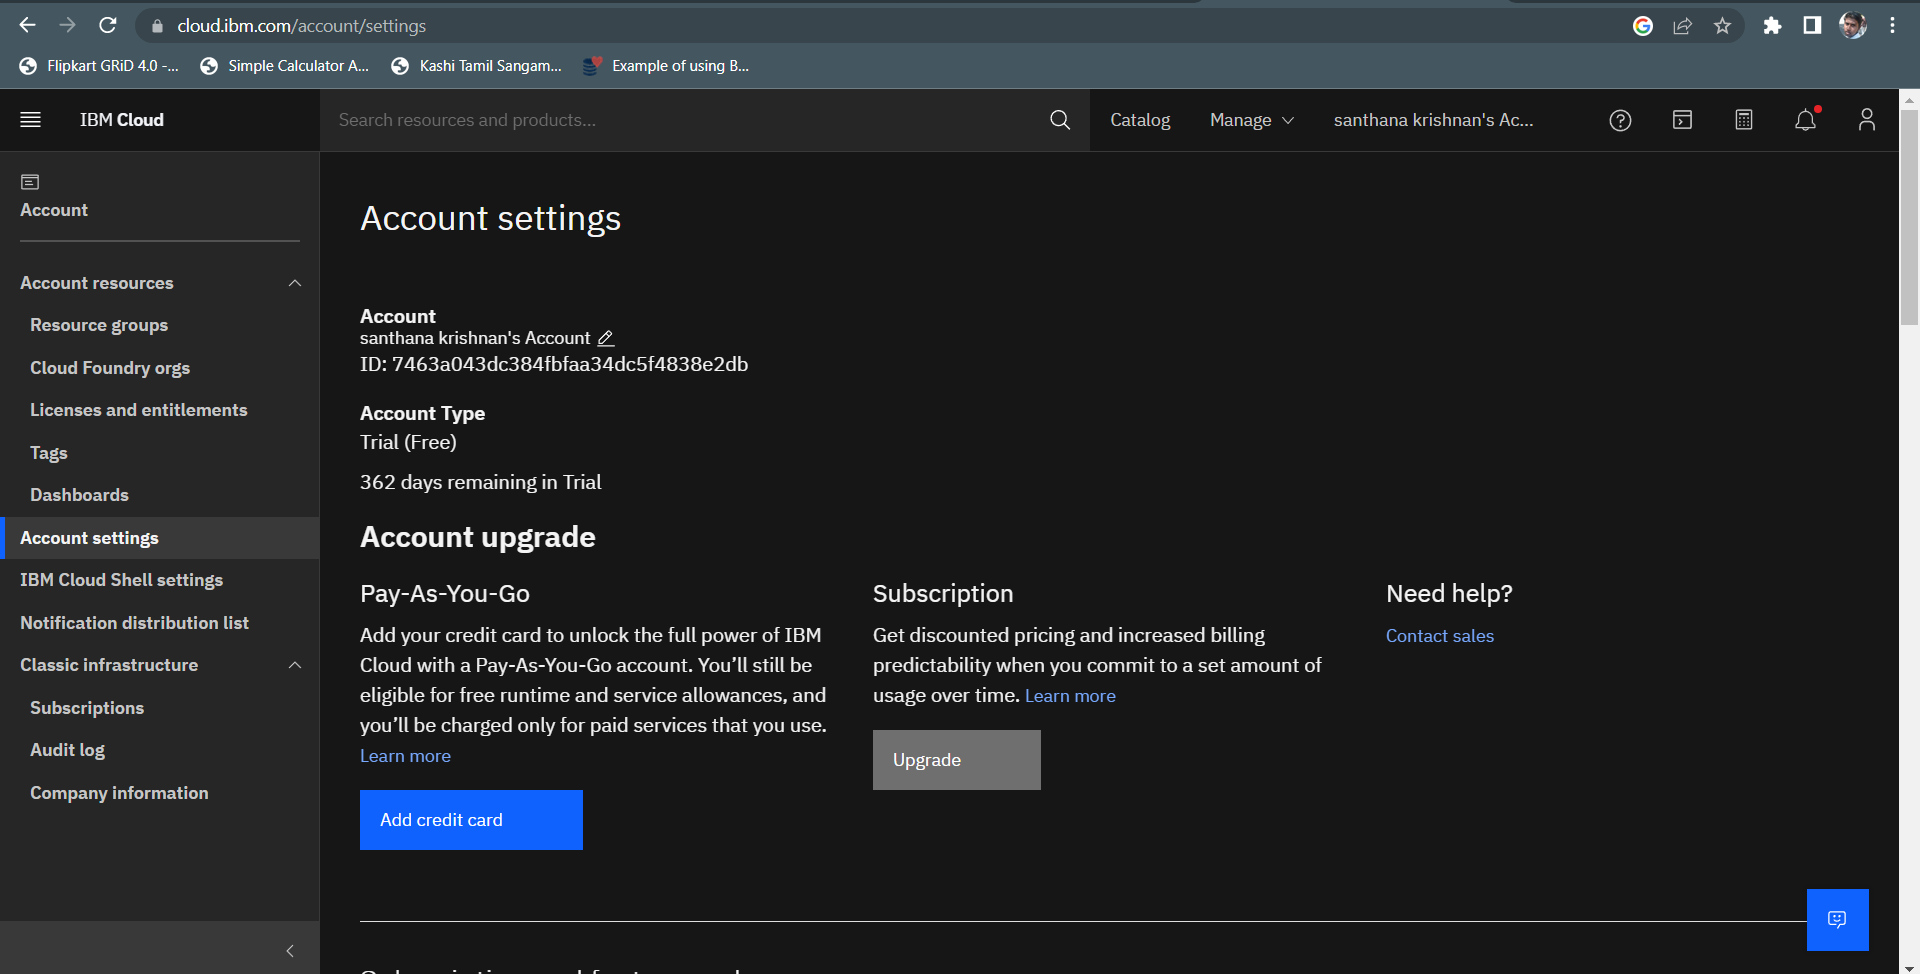 cloud.ibm.com/account/settings
Flipkart GRiD 4.0 -... Simple Calculator A... Kashi Tamil Sangam... Example of using B...
IBM Cloud Search resources and products... Catalog Manage santhana krishnan's Ac...
Account
Account resources
Resource groups
Cloud Foundry orgs
Licenses and entitlements
Tags
Dashboards
Account settings
IBM Cloud Shell settings
Notification distribution list
Classic infrastructure
Subscriptions
Audit log
Company information
Account settings
Account
santhana krishnan's Account
ID: 7463a043dc384fbfaa34dc5f4838e2db
Account Type
Trial (Free)
362 days remaining in Trial
Account upgrade
Pay-As-You-Go
Add your credit card to unlock the full power of IBM
Cloud with a Pay-As-You-Go account. You’ll still be
eligible for free runtime and service allowances, and
you’ll be charged only for paid services that you use.
Learn more
Add credit card
Subscription
Get discounted pricing and increased billing
predictability when you commit to a set amount of
usage over time. Learn more
Upgrade
Need help?
Contact sales